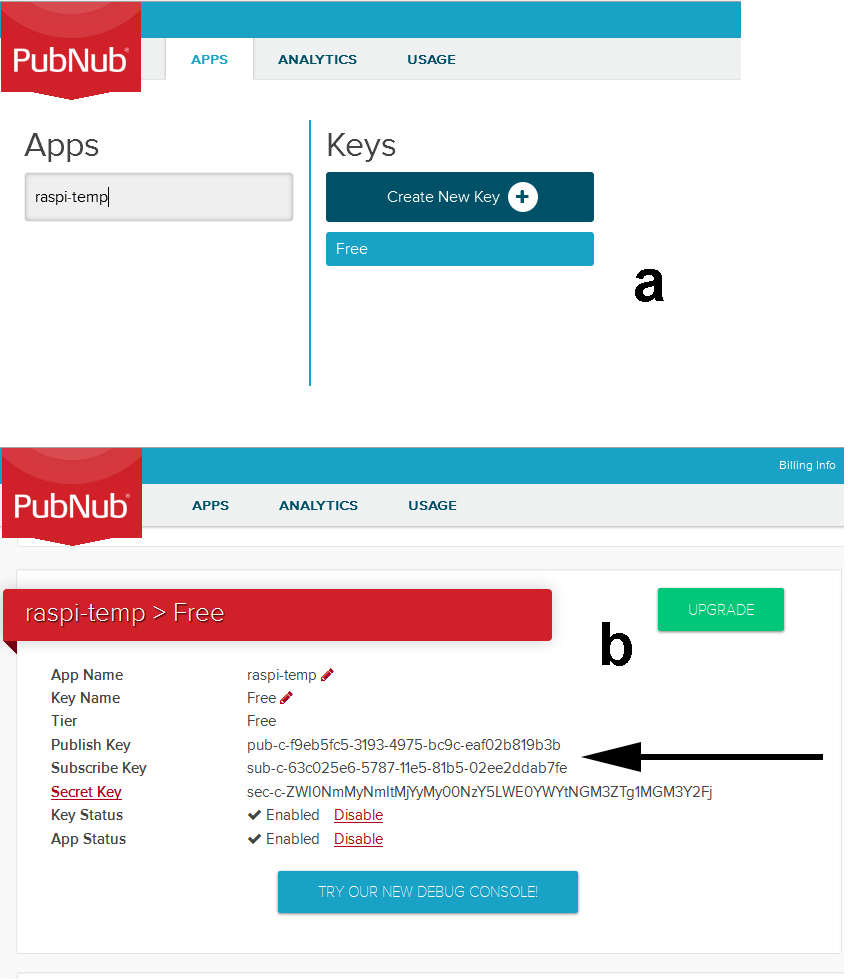 PubNub
APPS ANALYTICS USAGE
Apps
raspi-temp
Keys
Create New Key
Free
a
Billing Info
PubNub
APPS ANALYTICS USAGE
raspi-temp > Free
UPGRADE
b
App Name raspi-temp
Key Name Free
Tier Free
Publish Key pub-c-f9eb5fc5-3193-4975-bc9c-eaf02b819b3b
Subscribe Key sub-c-63c025e6-5787-11e5-81b5-02ee2ddab7fe
Secret Key sec-c-ZWI0NmMyNmItMjYyMy00NzY5LWE0YWYtNGM3ZTg1MGM3Y2Fj
Key Status Enabled Disable
App Status Enabled Disable
TRY OUR NEW DEBUG CONSOLE!